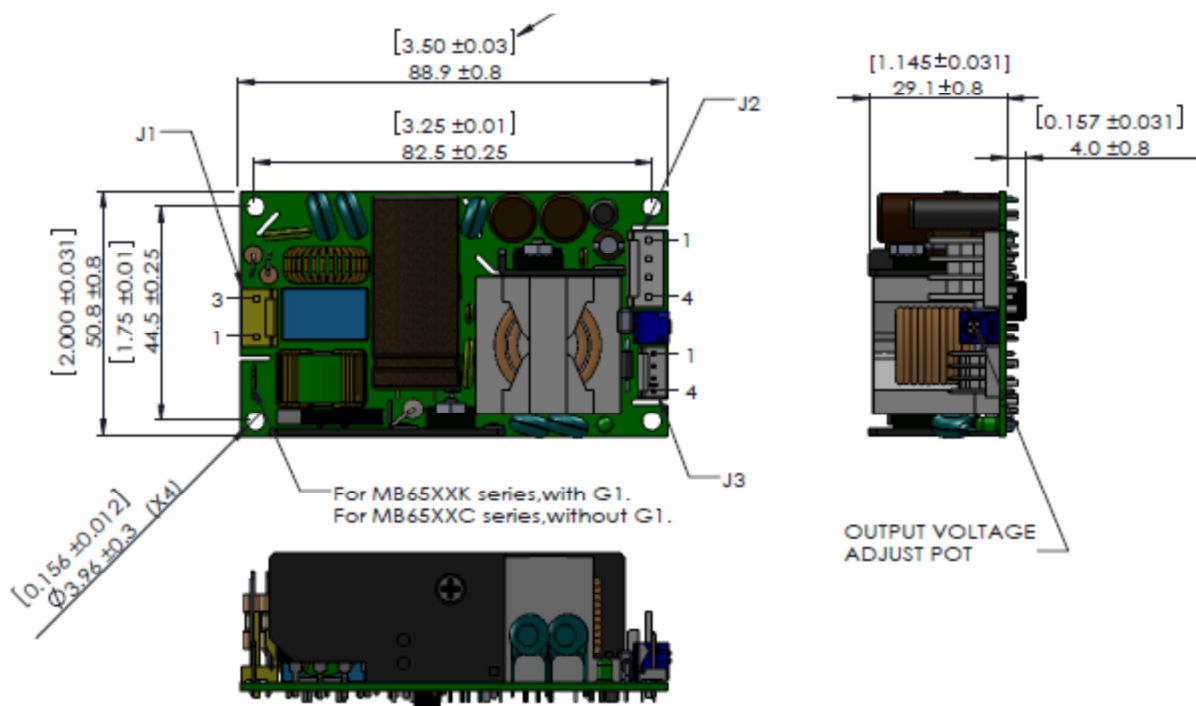 [3.50 ±0.03]
88.9 ±0.8
[3.25 ±0.01]
82.5 ±0.25
J1
J2
[1.145±0.031]
29.1±0.8
[0.157 ±0.031]
4.0 ±0.8
[2.000 ±0.031]
50.8 ±0.8
[1.75 ±0.01]
44.5 ±0.25
3
1
1
4
1
4
J3
[0.156 ±0.012]
Ø3.96 ±0.3 (X4)
For MB65XXK series,with G1.
For MB65XXC series,without G1.
OUTPUT VOLTAGE
ADJUST POT